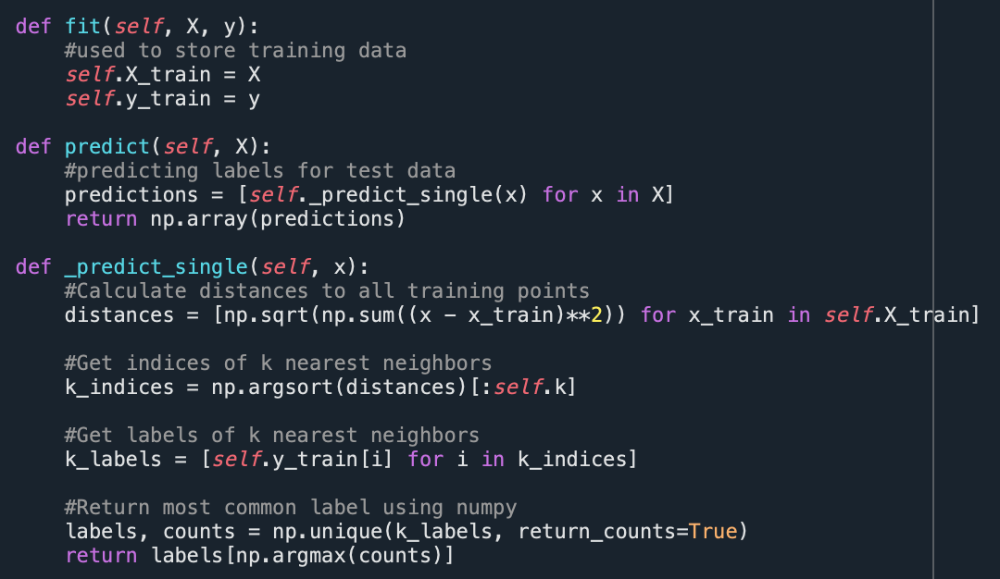 def fit(self, X, y):
    #used to store training data
    self.X_train = X
    self.y_train = y

def predict(self, X):
    #predicting labels for test data
    predictions = [self._predict_single(x) for x in X]
    return np.array(predictions)

def _predict_single(self, x):
    #Calculate distances to all training points
    distances = [np.sqrt(np.sum((x - x_train)**2)) for x_train in self.X_train]

    #Get indices of k nearest neighbors
    k_indices = np.argsort(distances)[:self.k]

    #Get labels of k nearest neighbors
    k_labels = [self.y_train[i] for i in k_indices]

    #Return most common label using numpy
    labels, counts = np.unique(k_labels, return_counts=True)
    return labels[np.argmax(counts)]